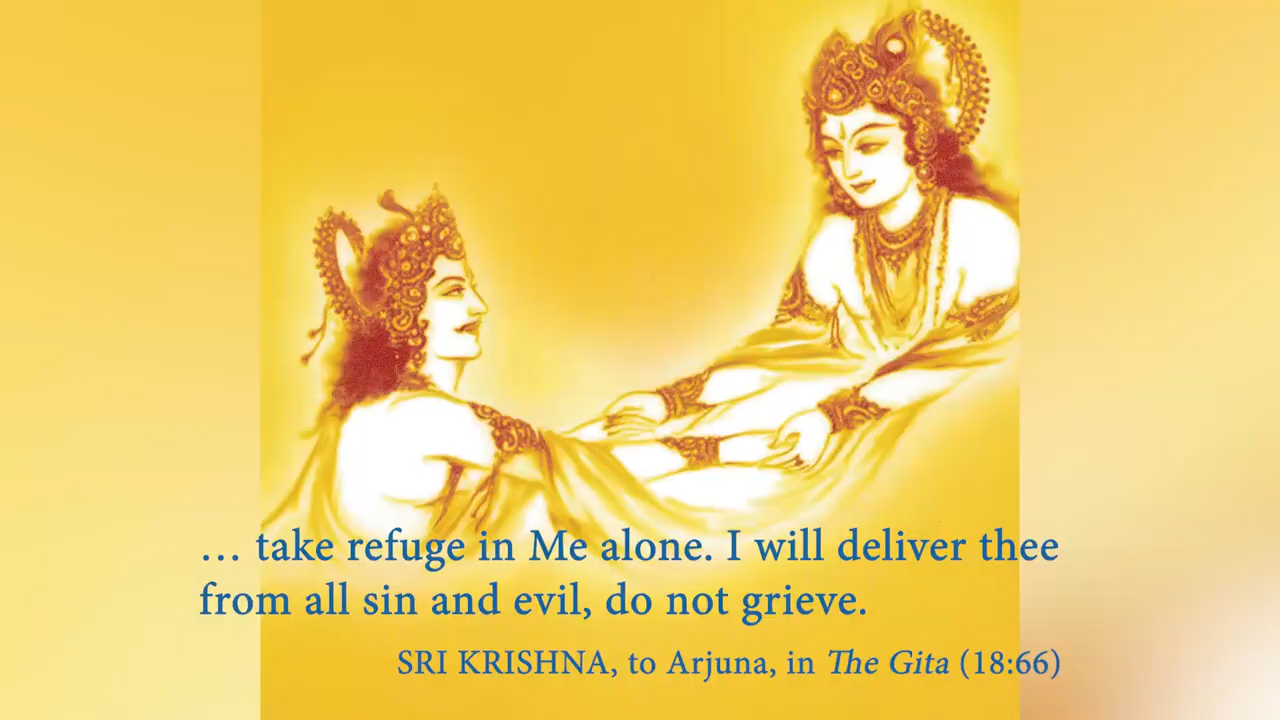 … take refuge in Me alone. I will deliver thee
from all sin and evil, do not grieve.
SRI KRISHNA, to Arjuna, in The Gita (18:66)